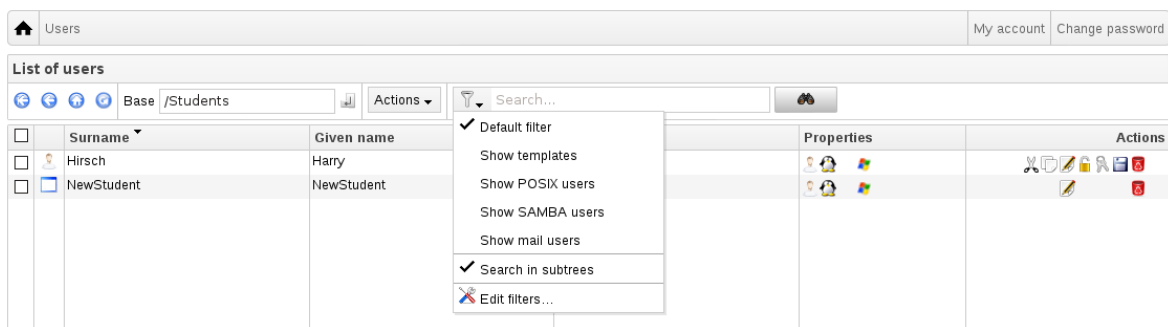 Users
My account
Change password
List of users
Base /Students
Actions
Search...
Surname
Given name
Properties
Actions
Hirsch
Harry
NewStudent
NewStudent
Default filter
Show templates
Show POSIX users
Show SAMBA users
Show mail users
Search in subtrees
Edit filters...